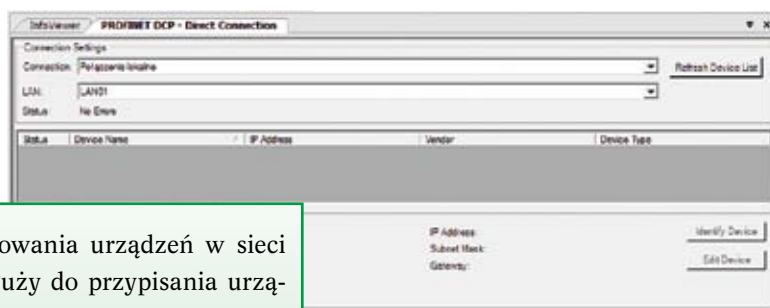 InfoViewer PROFINET DCP - Direct Connection
Connection Settings
Connection: Połączenie lokalne Refresh Device List
LAN: LAN01
Status: No Errors
Status Device Name IP Address Vendor Device Type
owania urządzeń w sieci
uży do przypisania urzą-
IP Address: Identify Device
Subnet Mask:
Gateway: Edit Device